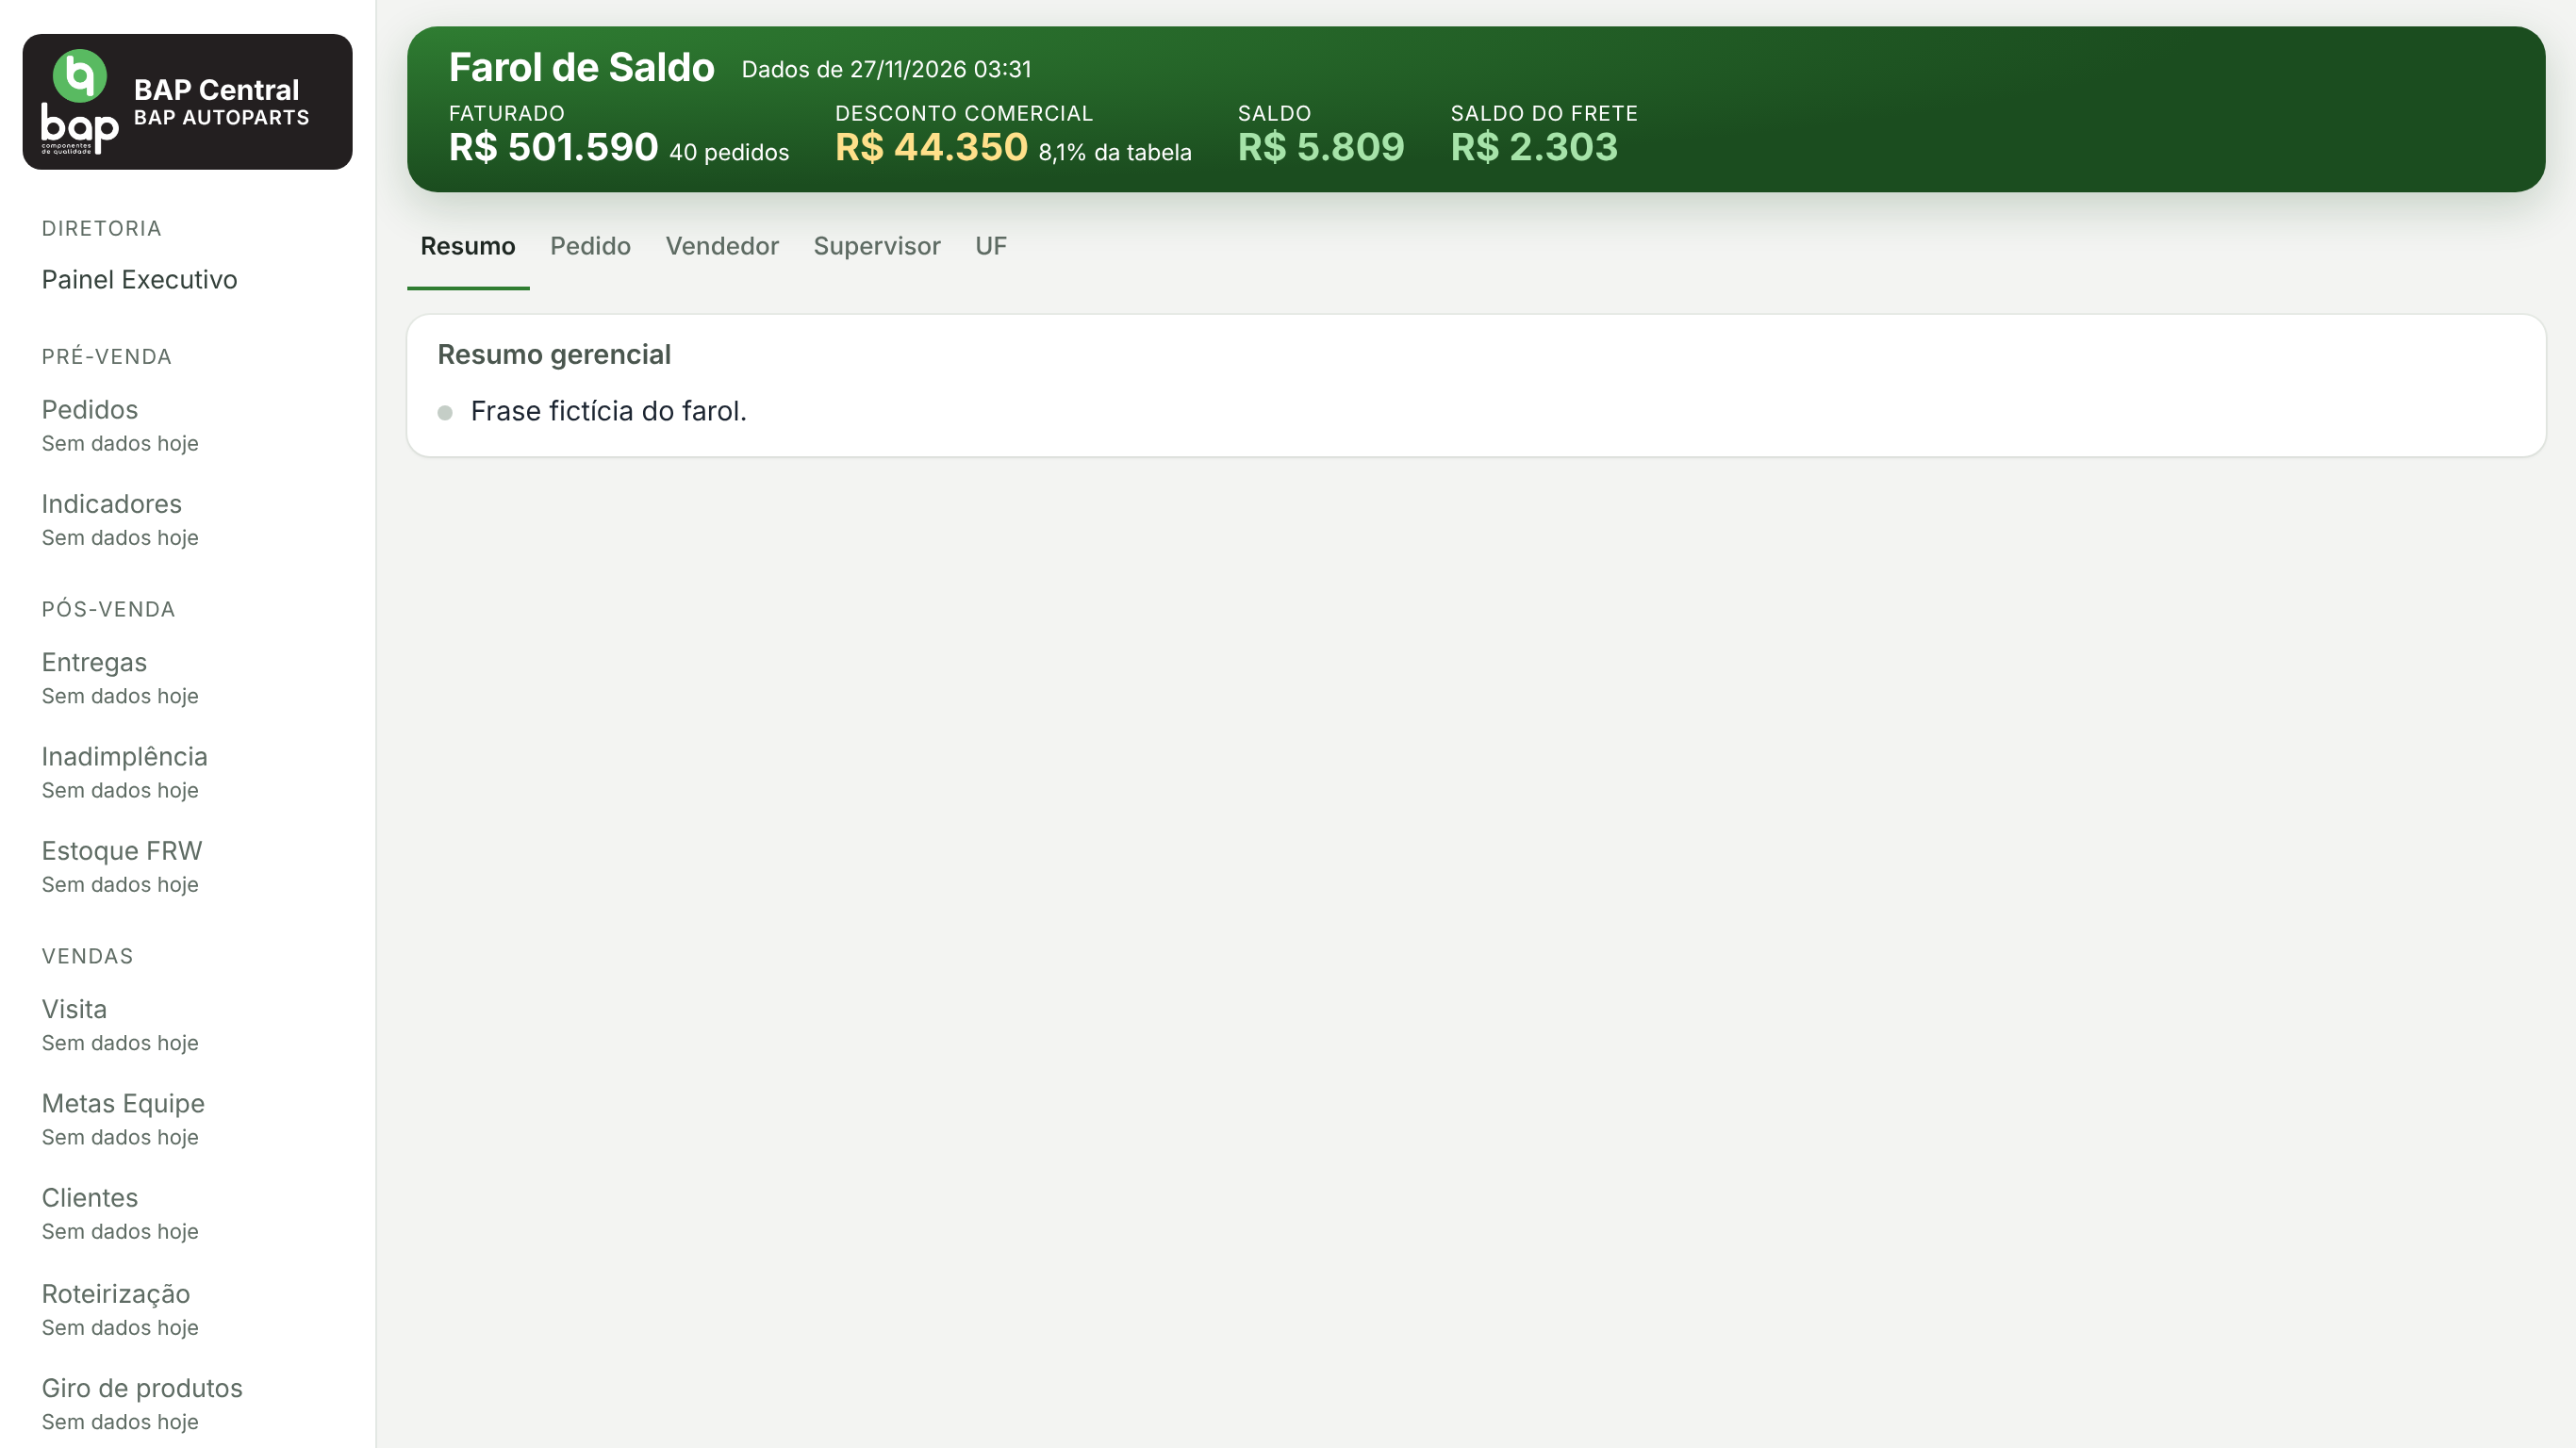 bap
componentes
de qualidade
BAP Central
BAP AUTOPARTS
DIRETORIA
Painel Executivo
PRÉ-VENDA
Pedidos
Sem dados hoje
Indicadores
Sem dados hoje
PÓS-VENDA
Entregas
Sem dados hoje
Inadimplência
Sem dados hoje
Estoque FRW
Sem dados hoje
VENDAS
Visita
Sem dados hoje
Metas Equipe
Sem dados hoje
Clientes
Sem dados hoje
Roteirização
Sem dados hoje
Giro de produtos
Sem dados hoje
Farol de Saldo Dados de 27/11/2026 03:31
FATURADO DESCONTO COMERCIAL SALDO SALDO DO FRETE
R$ 501.590 40 pedidos R$ 44.350 8,1% da tabela R$ 5.809 R$ 2.303
Resumo Pedido Vendedor Supervisor UF
Resumo gerencial
Frase fictícia do farol.